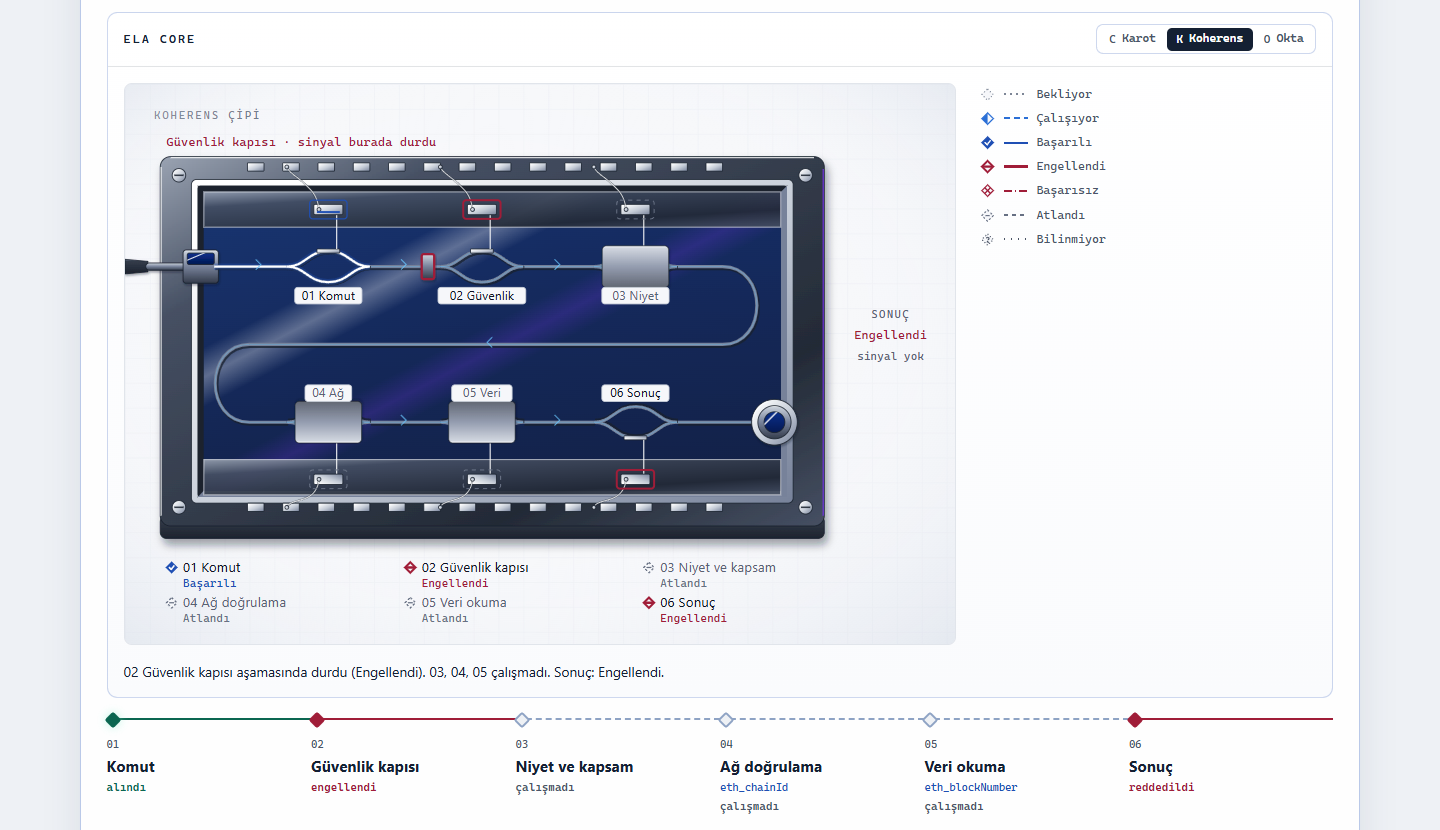 ELA CORE
C Karot
K Koherens
O Okta
KOHERENS ÇİPİ
Güvenlik kapısı · sinyal burada durdu
01 Komut
02 Güvenlik
03 Niyet
04 Ağ
05 Veri
06 Sonuç
SONUÇ
Engellendi
sinyal yok
Bekliyor
Çalışıyor
Başarılı
Engellendi
Başarısız
Atlandı
Bilinmiyor
01 Komut
Başarılı
02 Güvenlik kapısı
Engellendi
03 Niyet ve kapsam
Atlandı
04 Ağ doğrulama
Atlandı
05 Veri okuma
Atlandı
06 Sonuç
Engellendi
02 Güvenlik kapısı aşamasında durdu (Engellendi). 03, 04, 05 çalışmadı. Sonuç: Engellendi.
01
Komut
alındı
02
Güvenlik kapısı
engellendi
03
Niyet ve kapsam
çalışmadı
04
Ağ doğrulama
eth_chainId
çalışmadı
05
Veri okuma
eth_blockNumber
çalışmadı
06
Sonuç
reddedildi